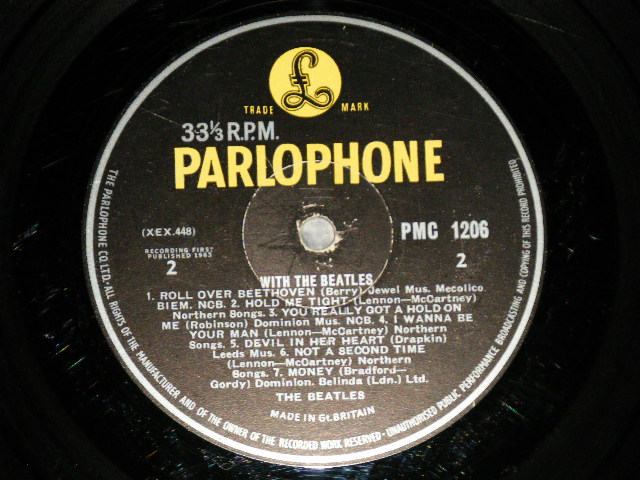 £
TRADE MARK
33⅓ R.P.M.
PARLOPHONE
(XEX.448)
PMC 1206
RECORDING FIRST
PUBLISHED 1963
2
2
WITH THE BEATLES
1. ROLL OVER BEETHOVEN (Berry) Jewel Mus. Mecolico
BIEM. NCB. 2. HOLD ME TIGHT (Lennon—McCartney)
Northern Songs. 3. YOU REALLY GOT A HOLD ON
ME (Robinson) Dominion Mus. NCB. 4. I WANNA BE
YOUR MAN (Lennon—McCartney) Northern
Songs. 5. DEVIL IN HER HEART (Drapkin)
Leeds Mus. 6. NOT A SECOND TIME
(Lennon—McCartney) Northern
Songs. 7. MONEY (Bradford—
Gordy) Dominion. Belinda (Ldn.) Ltd.
THE BEATLES
MADE IN Gt. BRITAIN
THE PARLOPHONE CO. LTD.·ALL RIGHTS OF THE MANUFACTURER AND OF THE OWNER OF THE RECORDED WORK RESERVED·UNAUTHORISED PUBLIC PERFORMANCE BROADCASTING AND COPYING OF THIS RECORD PROHIBITED